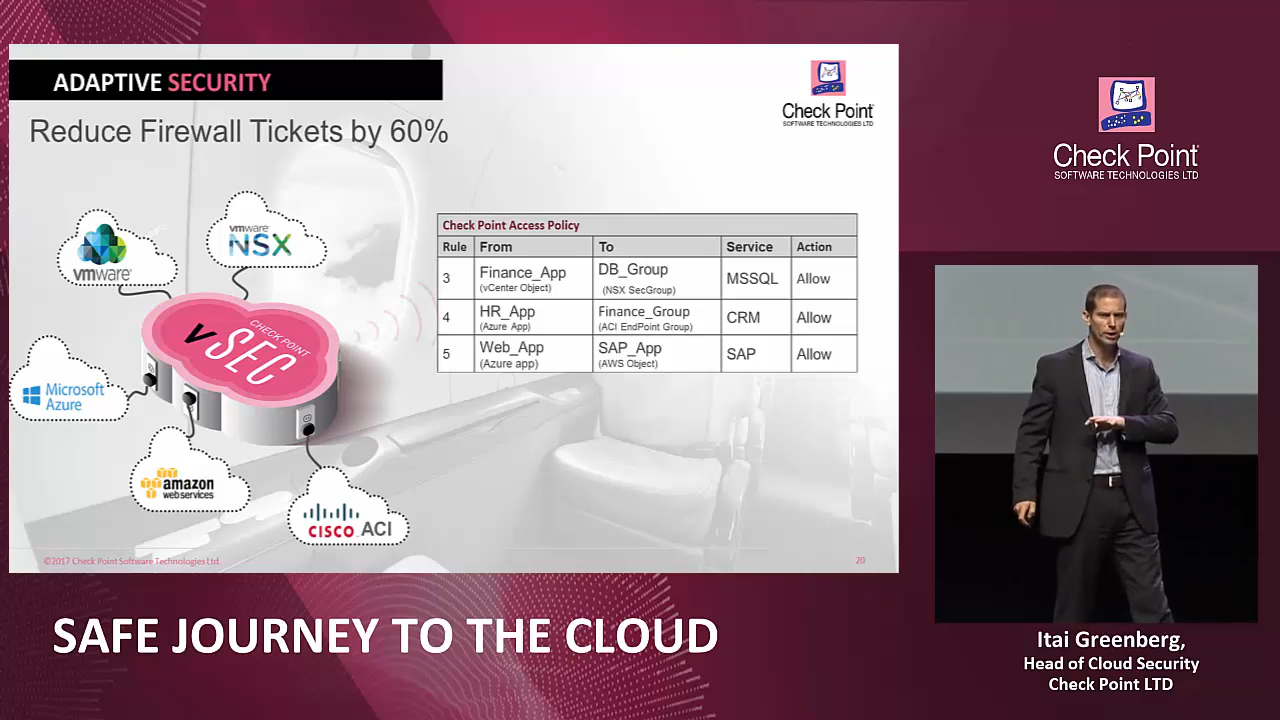 ADAPTIVE SECURITY
Reduce Firewall Tickets by 60%
Check Point
SOFTWARE TECHNOLOGIES LTD
vmware
vmware
NSX
CHECK POINT
vSEC
Microsoft
Azure
amazon
webservices
CISCO ACI
Check Point Access Policy
Rule From To Service Action
3 Finance_App DB_Group MSSQL Allow
(vCenter Object) (NSX SecGroup)
4 HR_App Finance_Group CRM Allow
(Azure App) (ACI EndPoint Group)
5 Web_App SAP_App SAP Allow
(Azure app) (AWS Object)
©2017 Check Point Software Technologies Ltd.
20
Check Point
SOFTWARE TECHNOLOGIES LTD
SAFE JOURNEY TO THE CLOUD
Itai Greenberg,
Head of Cloud Security
Check Point LTD